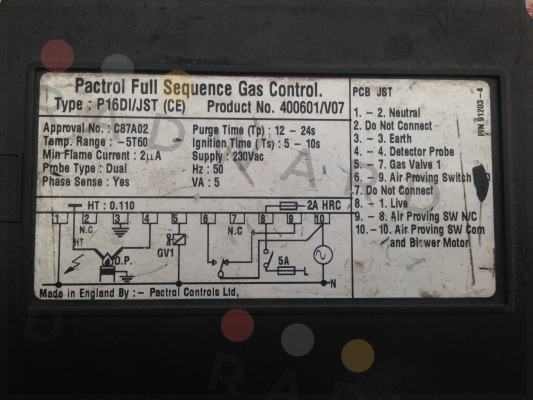 Pactrol Full Sequence Gas Control.
Type : P16DI/JST (CE) Product No. 400601/V07
Approval No. : C87A02
Temp. Range : -5T60
Min Flame Current : 2µA
Probe Type : Dual
Phase Sense : Yes
Purge Time (Tp) : 12 - 24s
Ignition Time ( Ts) : 5 - 10s
Supply : 230Vac
Hz : 50
VA : 5
HT : 0.110
2A HRC
1 2 3 4 5 6 7 8 9 10
N.C N.C
HT
D.P.
GV1
5A
L
N
Made in England By :- Pactrol Controls Ltd,
PCB JST
1. - 2. Neutral
2. Do Not Connect
3. - 3. Earth
4. - 4. Detector Probe
5. - 7. Gas Valve 1
6. - 9. Air Proving Switch
7. Do Not Connect
8. - 1. Live
9. - 8. Air Proving SW N/C
10. - 10. Air Proving SW Com
and Blower Motor
P/N 91203-4